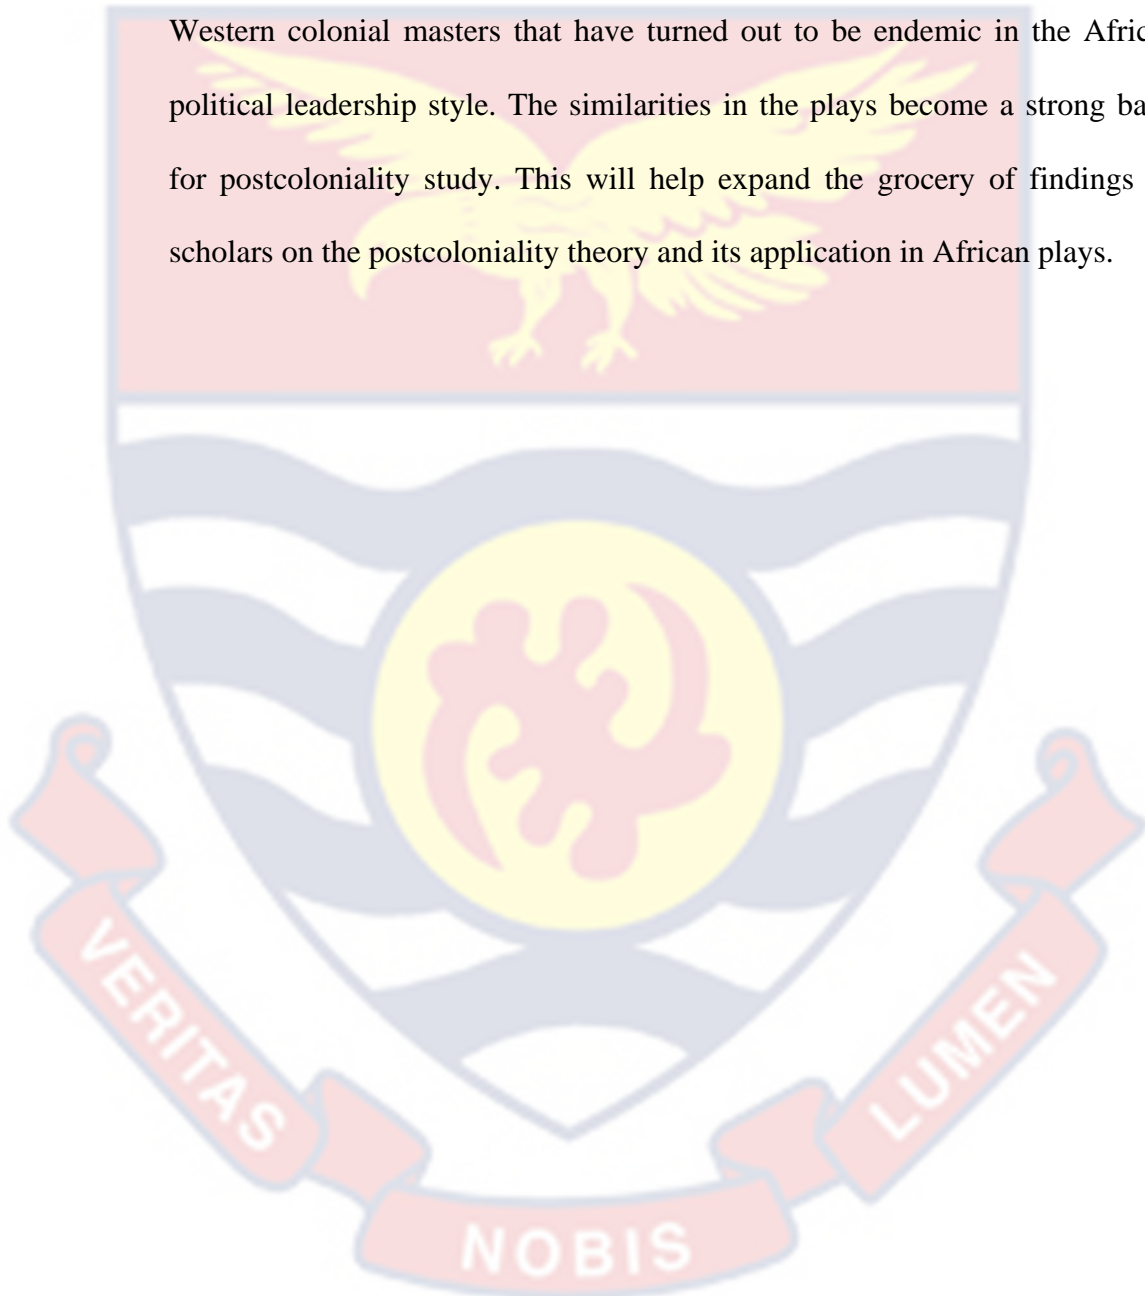 Western colonial masters that have turned out to be endemic in the Afric
political leadership style. The similarities in the plays become a strong ba
for postcoloniality study. This will help expand the grocery of findings
scholars on the postcoloniality theory and its application in African plays.
VERITAS
NOBIS
LUMEN